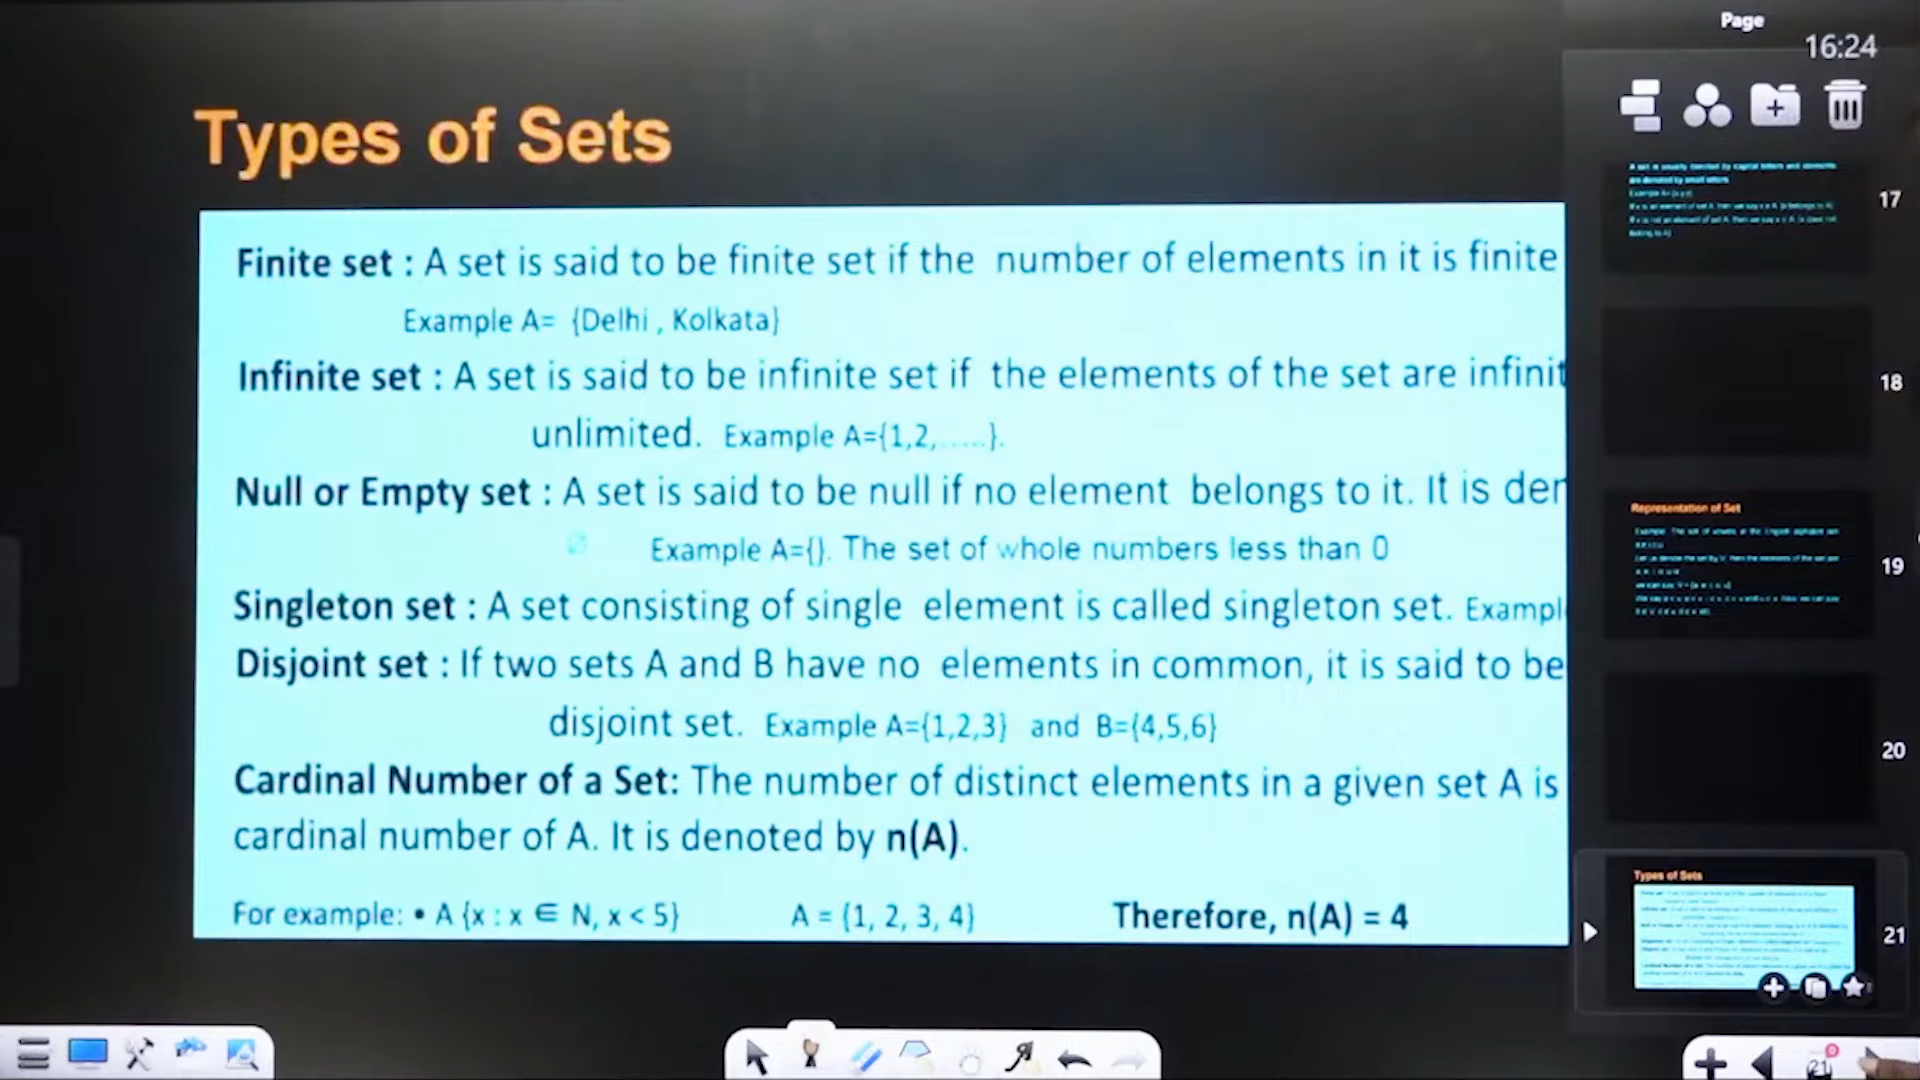 Page
16:24
Types of Sets
Finite set : A set is said to be finite set if the number of elements in it is finite
Example A= {Delhi , Kolkata}
Infinite set : A set is said to be infinite set if the elements of the set are infinit
unlimited. Example A={1,2,.....}.
Null or Empty set : A set is said to be null if no element belongs to it. It is den
Example A={}. The set of whole numbers less than 0
Singleton set : A set consisting of single element is called singleton set. Exampl
Disjoint set : If two sets A and B have no elements in common, it is said to be
disjoint set. Example A={1,2,3} and B={4,5,6}
Cardinal Number of a Set: The number of distinct elements in a given set A is
cardinal number of A. It is denoted by n(A).
For example: • A {x : x ∈ N, x < 5} A = {1, 2, 3, 4} Therefore, n(A) = 4
17
18
Representation of Set
19
20
Types of Sets
21
21